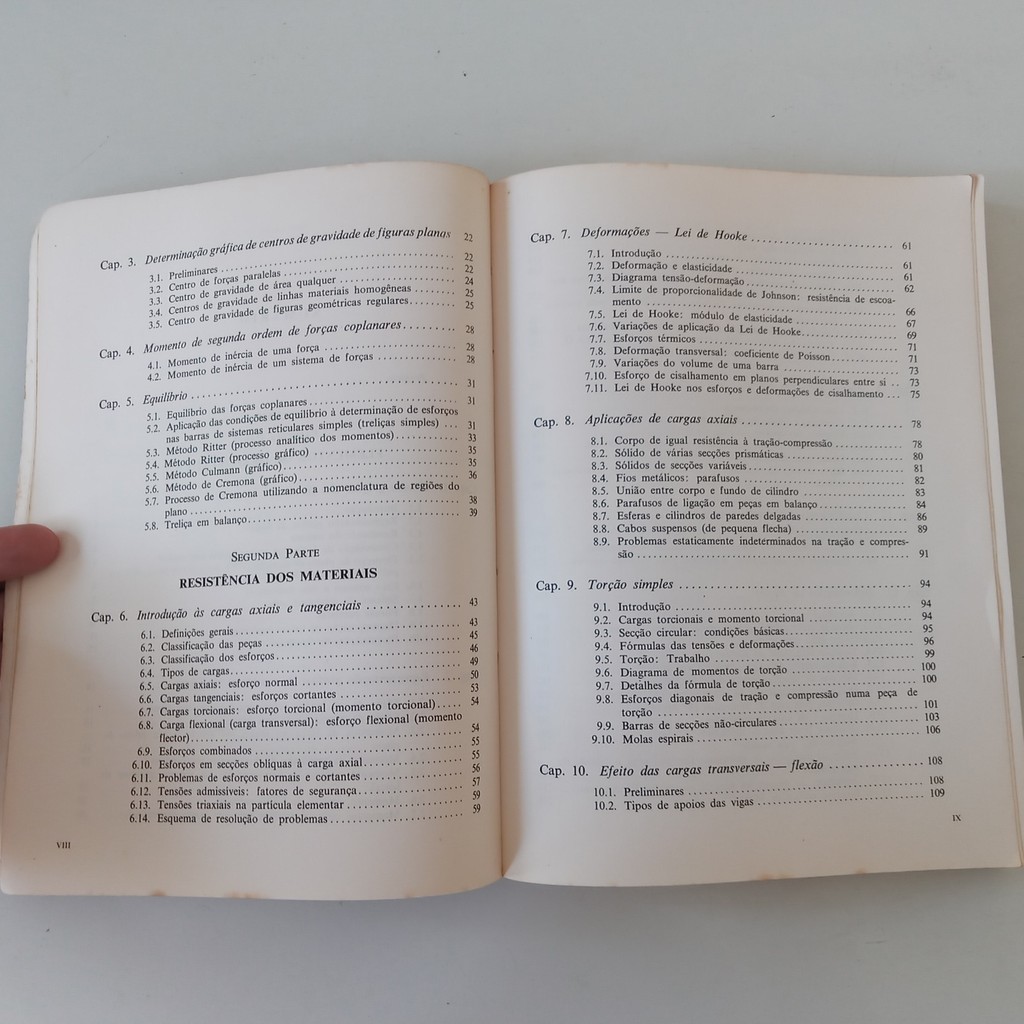 Cap. 3. Determinação gráfica de centros de gravidade de figuras planas 22
3.1. Preliminares ........ 22
3.2. Centro de forças paralelas ........ 22
3.3. Centro de gravidade de área qualquer ........ 24
3.4. Centros de gravidade de linhas materiais homogêneas ........ 25
3.5. Centro de gravidade de figuras geométricas regulares ........ 25
Cap. 4. Momento de segunda ordem de forças coplanares ........ 28
4.1. Momento de inércia de uma força ........ 28
4.2. Momento de inércia de um sistema de forças ........ 28
Cap. 5. Equilíbrio ........ 31
5.1. Equilíbrio das forças coplanares ........ 31
5.2. Aplicação das condições de equilíbrio à determinação de esforços
nas barras de sistemas reticulares simples (treliças simples) ... 31
5.3. Método Ritter (processo analítico dos momentos) ........ 33
5.4. Método Ritter (processo gráfico) ........ 35
5.5. Método Culmann (gráfico) ........ 35
5.6. Método de Cremona (gráfico) ........ 36
5.7. Processo de Cremona utilizando a nomenclatura de regiões do
plano ........ 38
5.8. Treliça em balanço ........ 39
SEGUNDA PARTE
RESISTÊNCIA DOS MATERIAIS
Cap. 6. Introdução às cargas axiais e tangenciais ........ 43
6.1. Definições gerais ........ 43
6.2. Classificação das peças ........ 45
6.3. Classificação dos esforços ........ 46
6.4. Tipos de cargas ........ 49
6.5. Cargas axiais: esforço normal ........ 50
6.6. Cargas tangenciais: esforços cortantes ........ 53
6.7. Cargas torcionais: esforço torcional (momento torcional) ..... 54
6.8. Carga flexional (carga transversal): esforço flexional (momento
flector) ........ 54
6.9. Esforços combinados ........ 55
6.10. Esforços em secções oblíquas à carga axial ........ 55
6.11. Problemas de esforços normais e cortantes ........ 56
6.12. Tensões admissíveis: fatores de segurança ........ 57
6.13. Tensões triaxiais na partícula elementar ........ 59
6.14. Esquema de resolução de problemas ........ 59
VIII
Cap. 7. Deformações — Lei de Hooke ........ 61
7.1. Introdução ........ 61
7.2. Deformação e elasticidade ........ 61
7.3. Diagrama tensão-deformação ........ 62
7.4. Limite de proporcionalidade de Johnson: resistência de escoa-
mento ........ 66
7.5. Lei de Hooke: módulo de elasticidade ........ 67
7.6. Variações de aplicação da Lei de Hooke ........ 69
7.7. Esforços térmicos ........ 71
7.8. Deformação transversal: coeficiente de Poisson ........ 71
7.9. Variações do volume de uma barra ........ 73
7.10. Esforço de cisalhamento em planos perpendiculares entre si .. 73
7.11. Lei de Hooke nos esforços e deformações de cisalhamento ... 75
Cap. 8. Aplicações de cargas axiais ........ 78
8.1. Corpo de igual resistência à tração-compressão ........ 78
8.2. Sólido de várias secções prismáticas ........ 80
8.3. Sólidos de secções variáveis ........ 81
8.4. Fios metálicos: parafusos ........ 82
8.5. União entre corpo e fundo de cilindro ........ 83
8.6. Parafusos de ligação em peças em balanço ........ 84
8.7. Esferas e cilindros de paredes delgadas ........ 86
8.8. Cabos suspensos (de pequena flecha) ........ 89
8.9. Problemas estaticamente indeterminados na tração e compres-
são ........ 91
Cap. 9. Torção simples ........ 94
9.1. Introdução ........ 94
9.2. Cargas torcionais e momento torcional ........ 94
9.3. Secção circular: condições básicas ........ 95
9.4. Fórmulas das tensões e deformações ........ 96
9.5. Torção: Trabalho ........ 99
9.6. Diagrama de momentos de torção ........ 100
9.7. Detalhes da fórmula de torção ........ 100
9.8. Esforços diagonais de tração e compressão numa peça de
torção ........ 101
9.9. Barras de secções não-circulares ........ 103
9.10. Molas espirais ........ 106
Cap. 10. Efeito das cargas transversais — flexão ........ 108
10.1. Preliminares ........ 108
10.2. Tipos de apoios das vigas ........ 109
IX